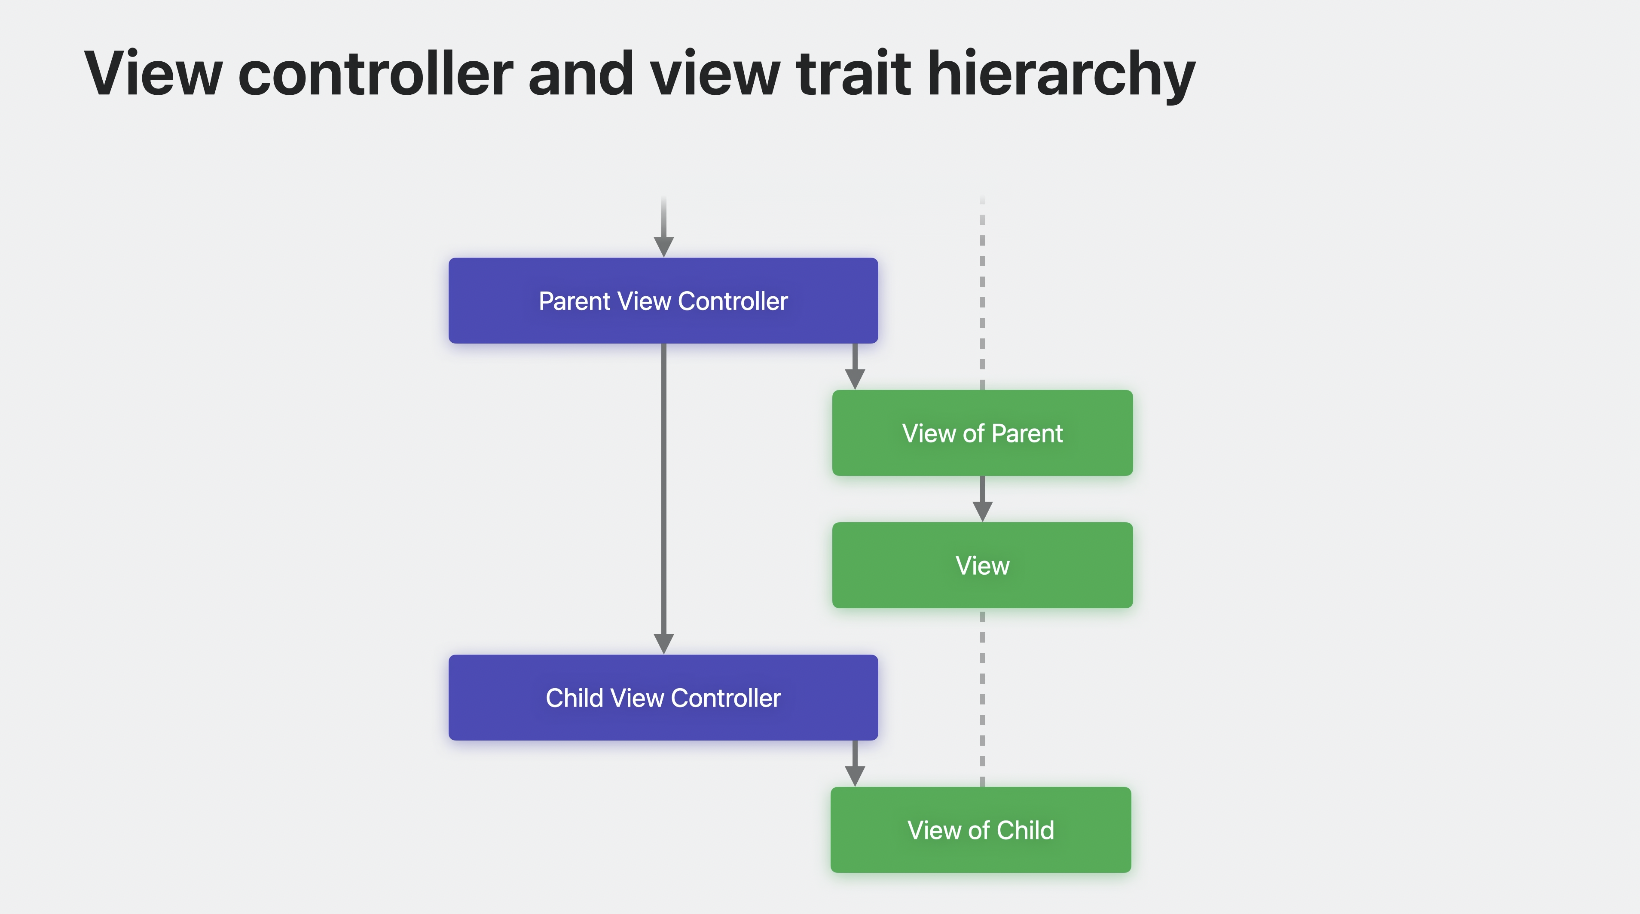 View controller and view trait hierarchy
Parent View Controller
View of Parent
View
Child View Controller
View of Child